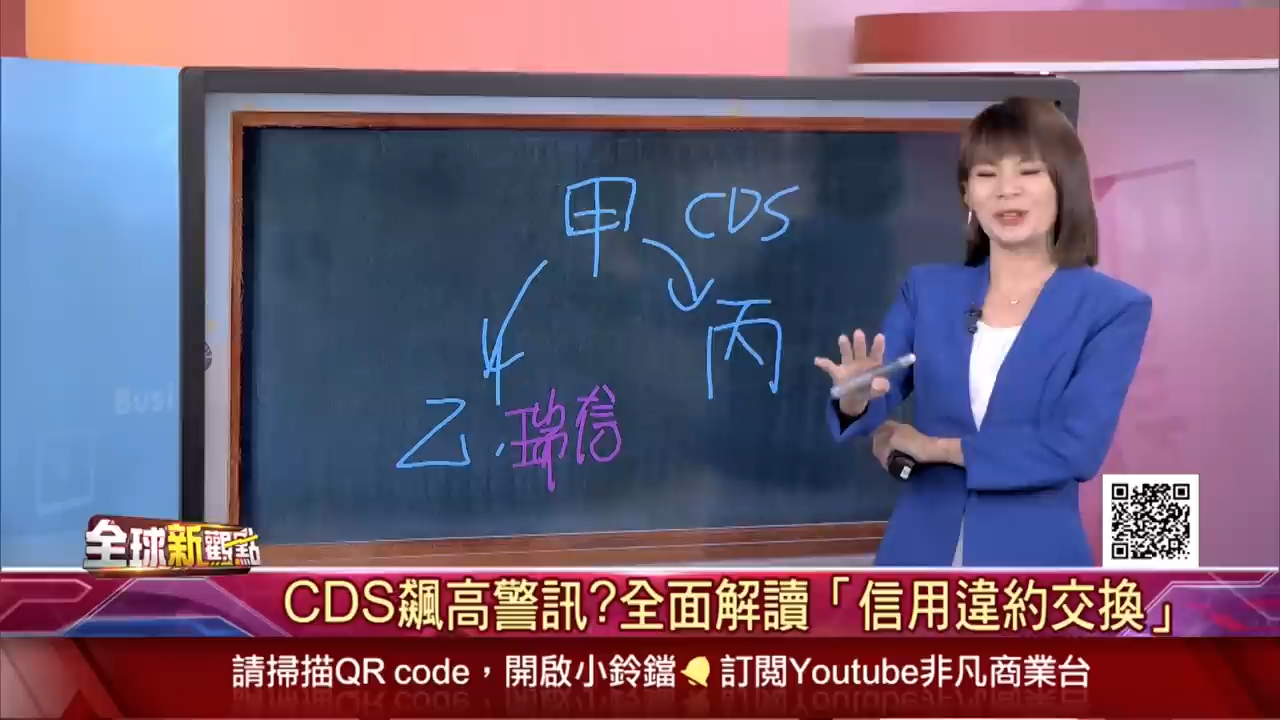 甲 CDS
丙
乙.瑞信
Busi
全球新觀點
CDS飆高警訊?全面解讀「信用違約交換」
請掃描QR code，開啟小鈴鐺🔔訂閱Youtube非凡商業台